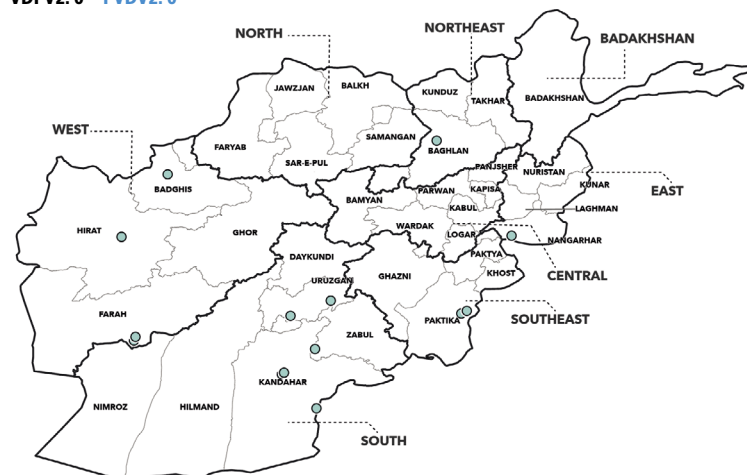 NORTH
NORTHEAST
BADAKHSHAN
JAWZJAN
BALKH
KUNDUZ
TAKHAR
BADAKHSHAN
WEST
FARYAB
SAMANGAN
SAR-E-PUL
BAGHLAN
PANJSHER
NURISTAN
BADGHIS
KUNAR
EAST
PARWAN
KAPISA
BAMYAN
KABUL
LAGHMAN
HIRAT
GHOR
WARDAK
LOGAR
NANGARHAR
DAYKUNDI
PAKTYA
GHAZNI
KHOST
CENTRAL
URUZGAN
FARAH
PAKTIKA
SOUTHEAST
ZABUL
KANDAHAR
NIMROZ
HILMAND
SOUTH